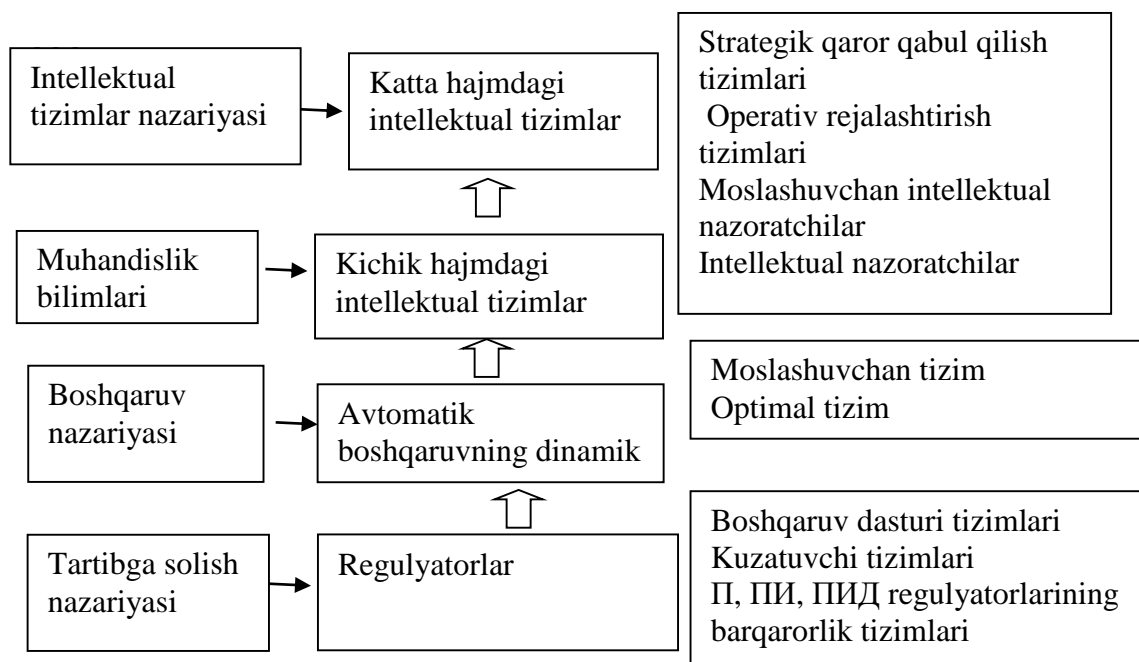 Intellektual
tizimlar nazariyasi
Katta hajmdagi
intellektual tizimlar
Strategik qaror qabul qilish
tizimlari
Operativ rejalashtirish
tizimlari
Moslashuvchan intellektual
nazoratchilar
Intellektual nazoratchilar
Muhandislik
bilimlari
Kichik hajmdagi
intellektual tizimlar
Boshqaruv
nazariyasi
Avtomatik
boshqaruvning dinamik
Moslashuvchan tizim
Optimal tizim
Tartibga solish
nazariyasi
Regulyatorlar
Boshqaruv dasturi tizimlari
Kuzatuvchi tizimlari
П, ПИ, ПИД regulyatorlarining
barqarorlik tizimlari